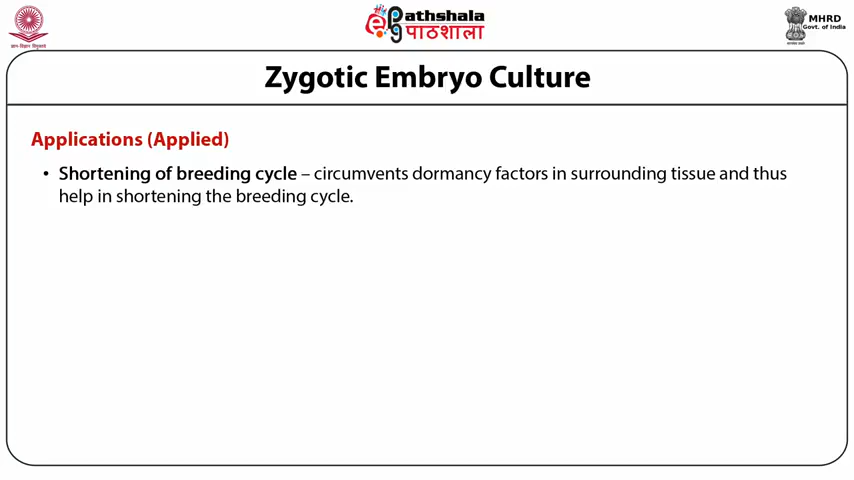 ePathshala
पाठशाला
MHRD
Govt. of India
Zygotic Embryo Culture
Applications (Applied)
• Shortening of breeding cycle – circumvents dormancy factors in surrounding tissue and thus
help in shortening the breeding cycle.